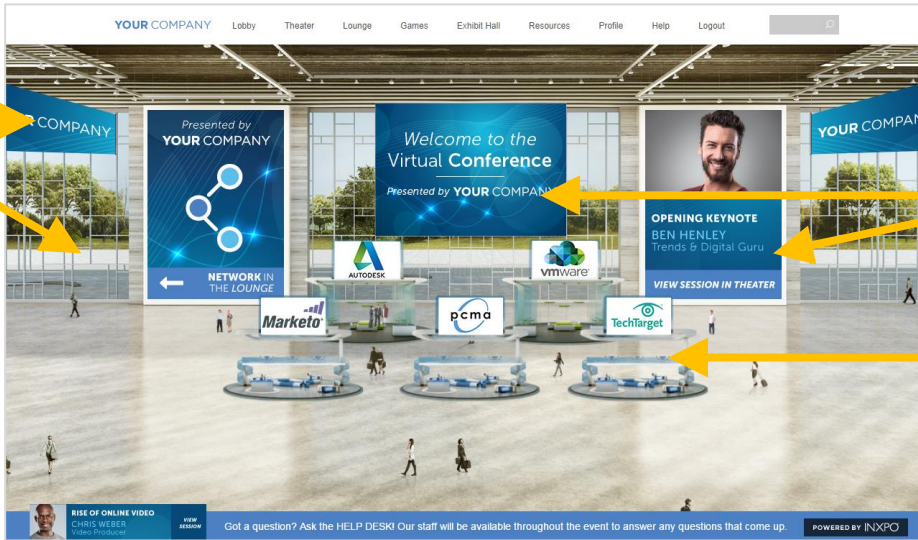 YOUR COMPANY
Lobby Theater Lounge Games Exhibit Hall Resources Profile Help Logout
R COMPANY
Presented by
YOUR COMPANY
NETWORK IN
THE LOUNGE
Welcome to the
Virtual Conference
Presented by YOUR COMPANY
OPENING KEYNOTE
BEN HENLEY
Trends & Digital Guru
VIEW SESSION IN THEATER
YOUR COMPAN
AUTODESK
vmware
Marketo
pcma
TechTarget
RISE OF ONLINE VIDEO
CHRIS WEBER
Video Producer
VIEW
SESSION
Got a question? Ask the HELP DESK! Our staff will be available throughout the event to answer any questions that come up.
POWERED BY INXPO